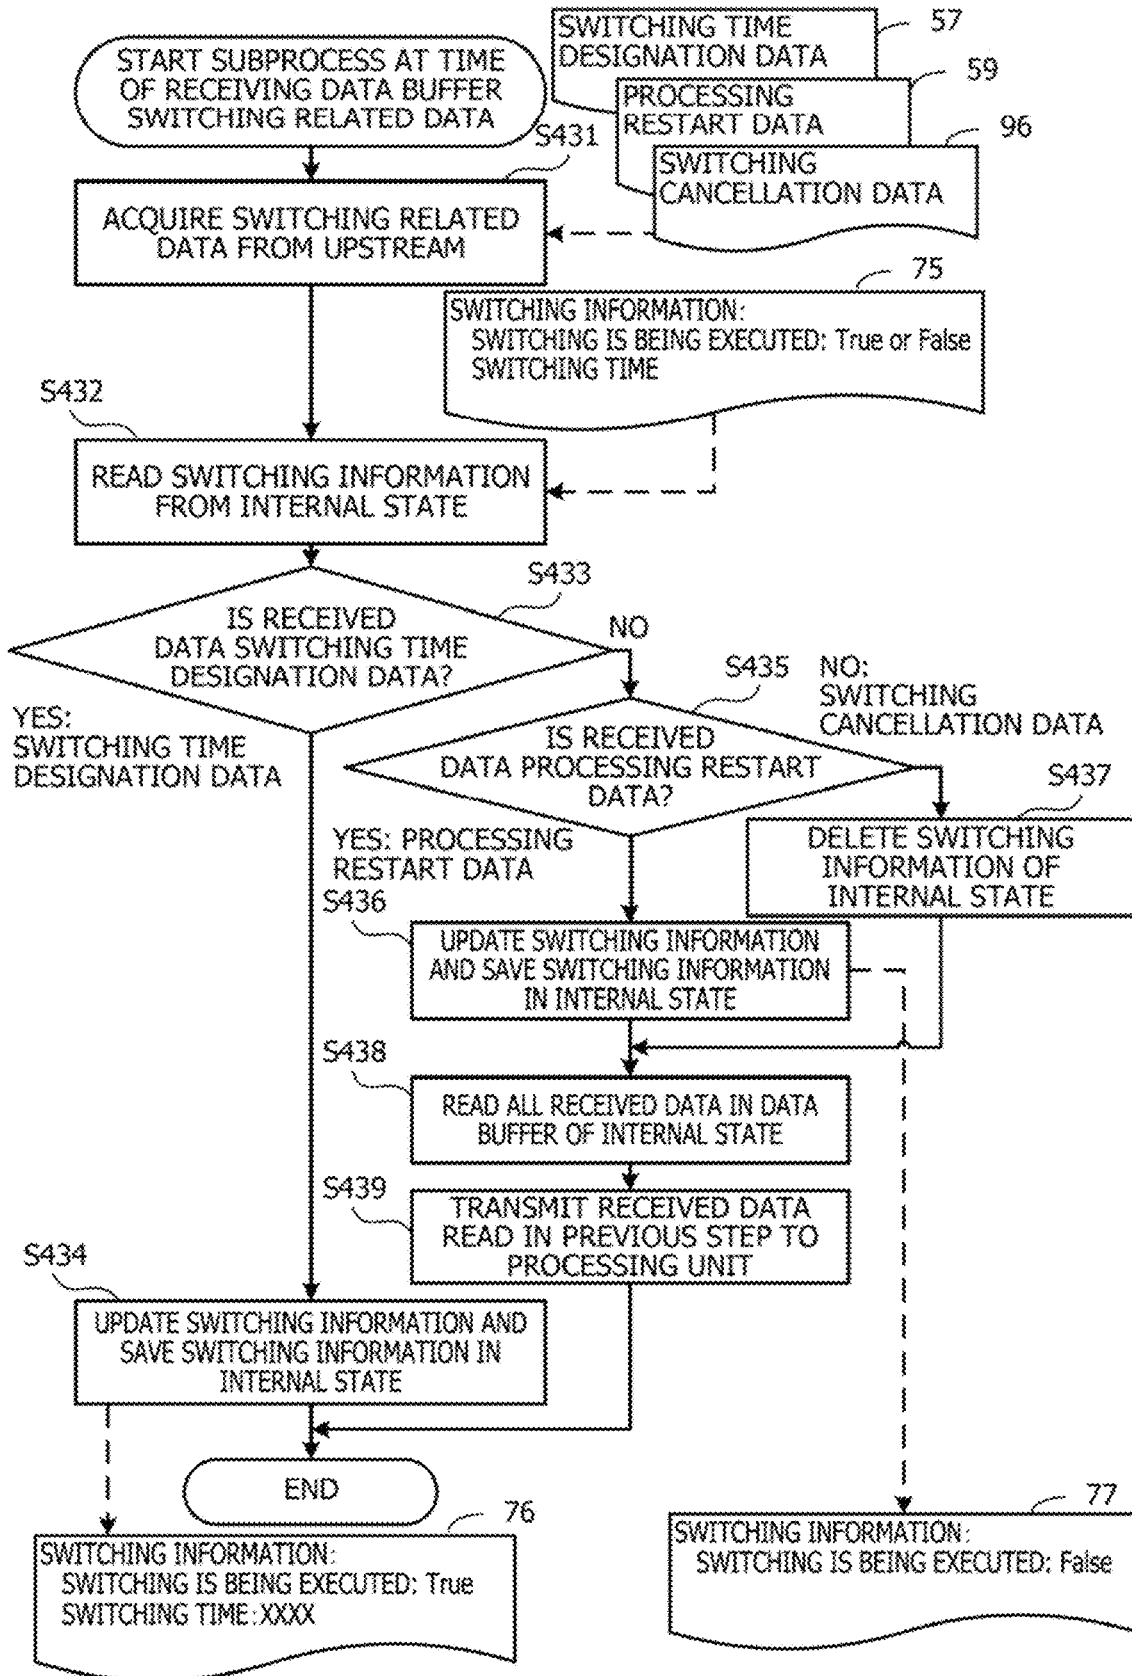 START SUBPROCESS AT TIME
OF RECEIVING DATA BUFFER
SWITCHING RELATED DATA
57
SWITCHING TIME
DESIGNATION DATA
59
PROCESSING
RESTART DATA
96
SWITCHING
CANCELLATION DATA
S431
ACQUIRE SWITCHING RELATED
DATA FROM UPSTREAM
75
SWITCHING INFORMATION:
SWITCHING IS BEING EXECUTED: True or False
SWITCHING TIME
S432
READ SWITCHING INFORMATION
FROM INTERNAL STATE
S433
IS RECEIVED
DATA SWITCHING TIME
DESIGNATION DATA?
NO
YES:
SWITCHING TIME
DESIGNATION DATA
S435
IS RECEIVED
DATA PROCESSING RESTART
DATA?
NO:
SWITCHING
CANCELLATION DATA
YES: PROCESSING
RESTART DATA
S437
DELETE SWITCHING
INFORMATION OF
INTERNAL STATE
S436
UPDATE SWITCHING INFORMATION
AND SAVE SWITCHING INFORMATION
IN INTERNAL STATE
S438
READ ALL RECEIVED DATA IN DATA
BUFFER OF INTERNAL STATE
S439
TRANSMIT RECEIVED DATA
READ IN PREVIOUS STEP TO
PROCESSING UNIT
S434
UPDATE SWITCHING INFORMATION AND
SAVE SWITCHING INFORMATION IN
INTERNAL STATE
END
76
SWITCHING INFORMATION:
SWITCHING IS BEING EXECUTED: True
SWITCHING TIME:XXXX
77
SWITCHING INFORMATION:
SWITCHING IS BEING EXECUTED: False